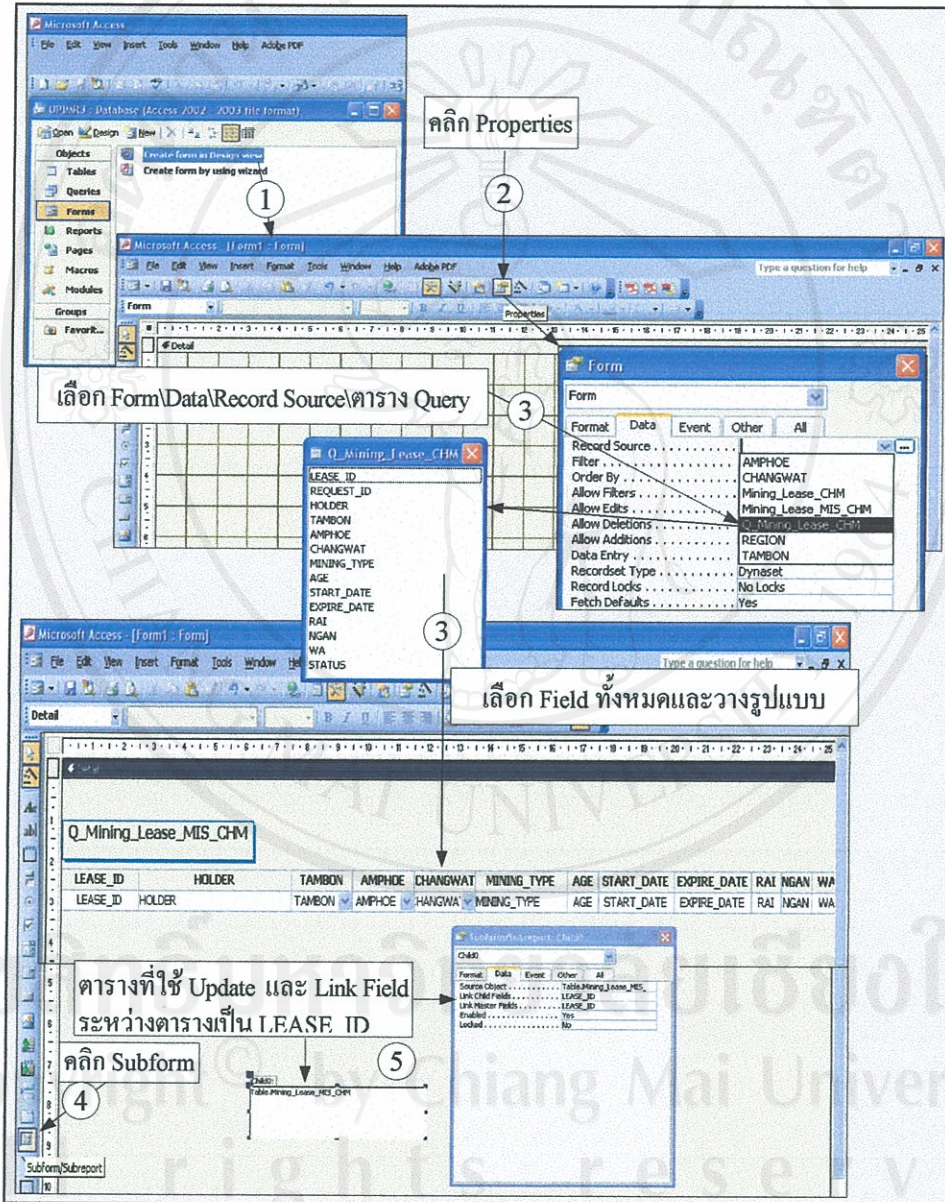 Microsoft Access
File Edit View Insert Tools Window Help Adobe PDF
Database (Access 2002 - 2003 file format)
Open Design New
Objects
Tables
Queries
Forms
Reports
Pages
Macros
Modules
Groups
Favorit...
Create form in Design view
Create form by using wizard
1
คลิก Properties
2
Microsoft Access - [Form1 : Form]
File Edit View Insert Format Tools Window Help Adobe PDF
Type a question for help
Form
Properties
Detail
เลือก Form\Data\Record Source\ตาราง Query
3
Form
Form
Format Data Event Other All
Record Source
Filter
Order By
Allow Filters
Allow Edits
Allow Deletions
Allow Additions
Data Entry
Recordset Type Dynaset
Record Locks No Locks
Fetch Defaults Yes
AMPHOE
CHANGWAT
Mining_Lease_CHM
Mining_Lease_MIS_CHM
Q_Mining_Lease_CHM
REGION
TAMBON
Q_Mining_Lease_CHM
LEASE_ID
REQUEST_ID
HOLDER
TAMBON
AMPHOE
CHANGWAT
MINING_TYPE
AGE
START_DATE
EXPIRE_DATE
RAI
NGAN
WA
STATUS
3
เลือก Field ทั้งหมดและวางรูปแบบ
Microsoft Access - [Form1 : Form]
File Edit View Insert Format Tools Window
Type a question for help
Detail
Q_Mining_Lease_MIS_CHM
LEASE_ID HOLDER TAMBON AMPHOE CHANGWAT MINING_TYPE AGE START_DATE EXPIRE_DATE RAI NGAN WA
LEASE_ID HOLDER TAMBON AMPHOE HANGWA MINING_TYPE AGE START_DATE EXPIRE_DATE RAI NGAN WA
ตารางที่ใช้ Update และ Link Field
ระหว่างตารางเป็น LEASE_ID
5
Subform/Subreport: Child0
Child0
Format Data Event Other All
Source Object Table.Mining_Lease_MIS_
Link Child Fields LEASE_ID
Link Master Fields LEASE_ID
Enabled Yes
Locked No
คลิก Subform
4
Child0:
Table.Mining_Lease_MIS_CHM
Subform/Subreport
by Chiang Mai Univer
rights reserv